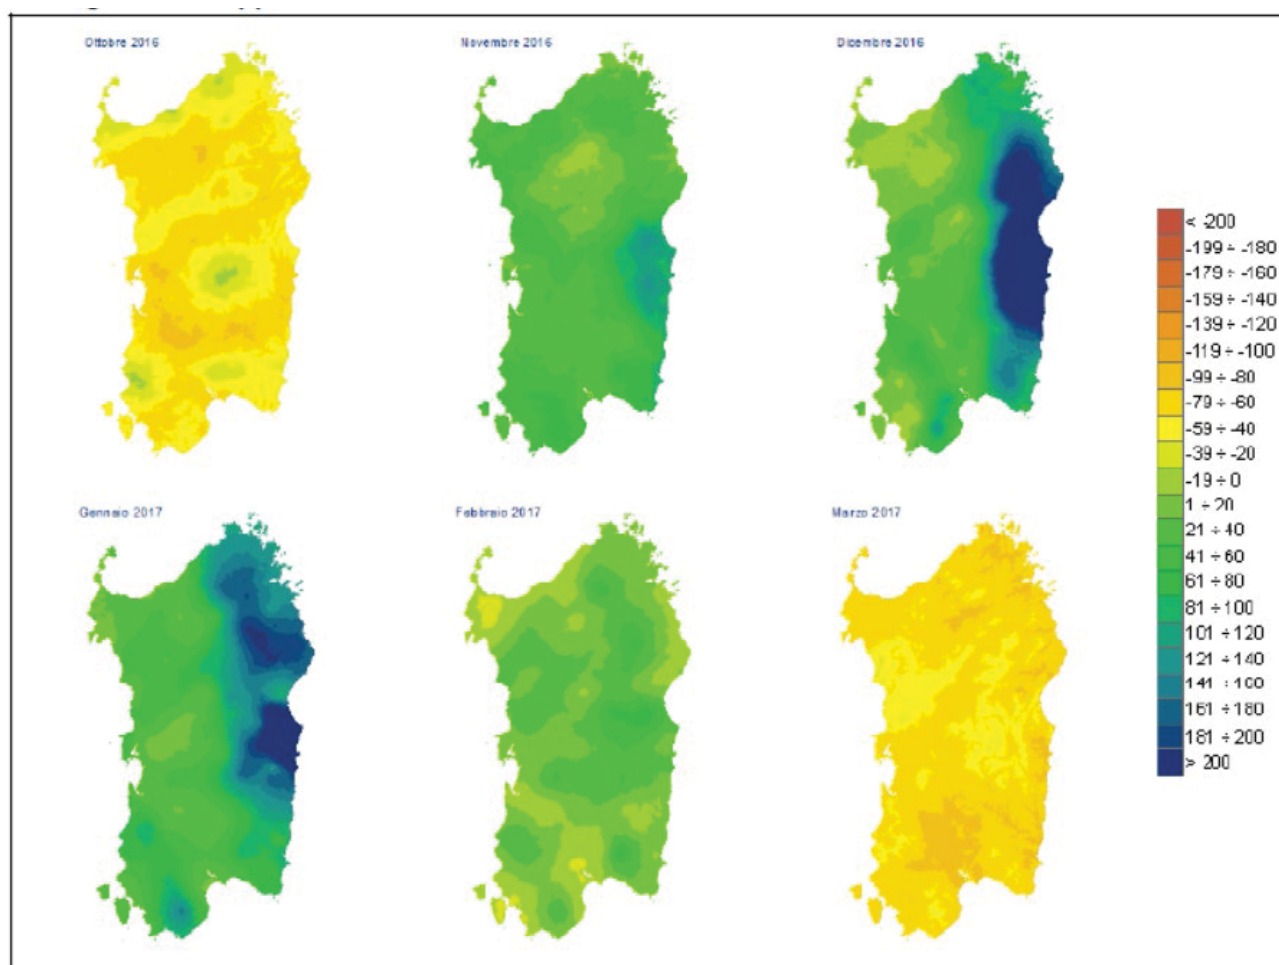 Ottobre 2016
Novembre 2016
Dicembre 2016
< -200
-199 ÷ -180
-179 ÷ -160
-159 ÷ -140
-139 ÷ -120
-119 ÷ -100
-99 ÷ -80
-79 ÷ -60
-59 ÷ -40
-39 ÷ -20
-19 ÷ 0
1 ÷ 20
21 ÷ 40
41 ÷ 60
61 ÷ 80
81 ÷ 100
101 ÷ 120
121 ÷ 140
141 ÷ 100
161 ÷ 180
181 ÷ 200
> 200
Gennaio 2017
Febbraio 2017
Marzo 2017